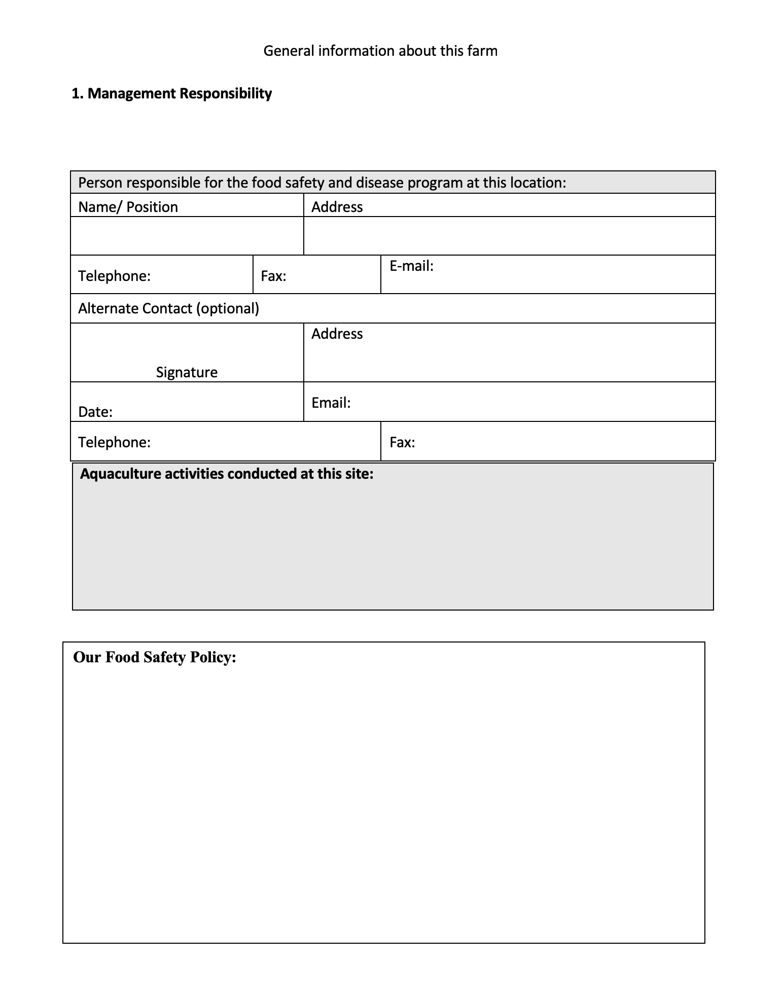 General information about this farm
1. Management Responsibility
Person responsible for the food safety and disease program at this location:
Name/ Position
Address
Telephone:
Fax:
E-mail:
Alternate Contact (optional)
Signature
Address
Date:
Email:
Telephone:
Fax:
Aquaculture activities conducted at this site:
Our Food Safety Policy: